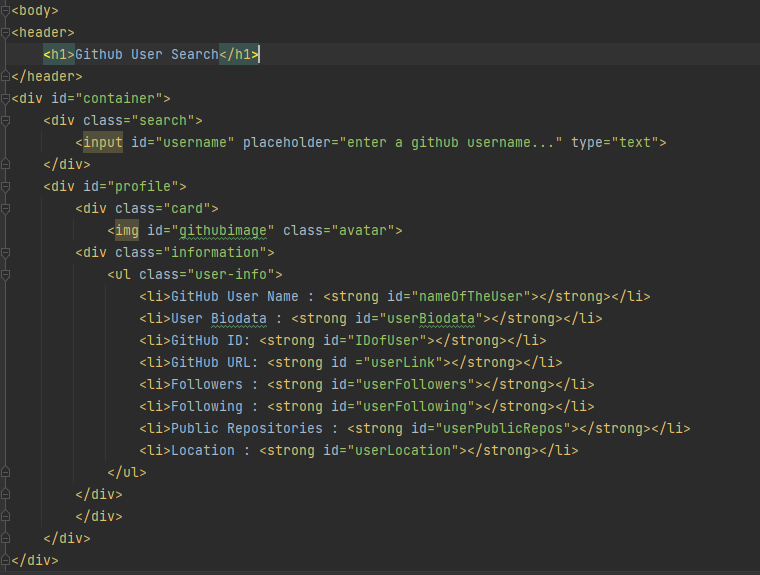 <body>
<header>
    <h1>Github User Search</h1>
</header>
<div id="container">
    <div class="search">
        <input id="username" placeholder="enter a github username..." type="text">
    </div>
    <div id="profile">
        <div class="card">
            <img id="githubimage" class="avatar">
        <div class="information">
            <ul class="user-info">
                <li>GitHub User Name : <strong id="nameOfTheUser"></strong></li>
                <li>User Biodata : <strong id="userBiodata"></strong></li>
                <li>GitHub ID: <strong id="IDofUser"></strong></li>
                <li>GitHub URL: <strong id ="userLink"></strong></li>
                <li>Followers : <strong id="userFollowers"></strong></li>
                <li>Following : <strong id="userFollowing"></strong></li>
                <li>Public Repositories : <strong id="userPublicRepos"></strong></li>
                <li>Location : <strong id="userLocation"></strong></li>
            </ul>
        </div>
        </div>
    </div>
</div>